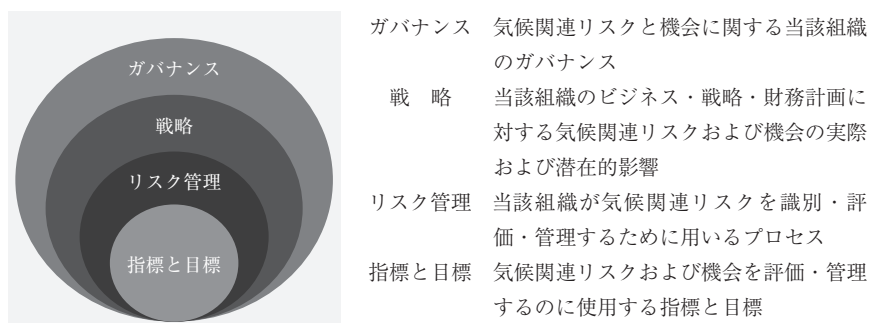 ガバナンス
戦略
リスク管理
指標と目標
ガバナンス 気候関連リスクと機会に関する当該組織
のガバナンス
戦　略 当該組織のビジネス・戦略・財務計画に
対する気候関連リスクおよび機会の実際
および潜在的影響
リスク管理 当該組織が気候関連リスクを識別・評
価・管理するために用いるプロセス
指標と目標 気候関連リスクおよび機会を評価・管理
するのに使用する指標と目標